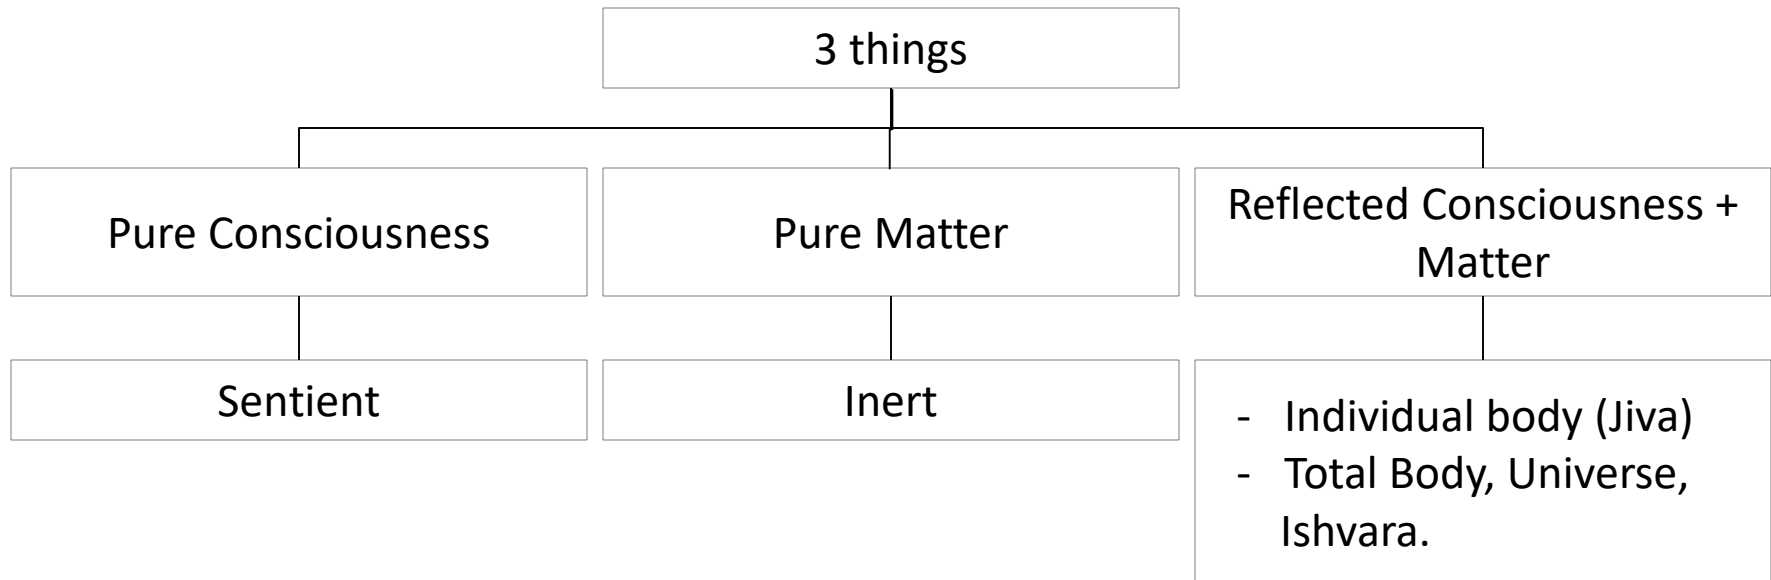 3 things
Pure Consciousness
Pure Matter
Reflected Consciousness +
Matter
Sentient
Inert
- Individual body (Jiva)
- Total Body, Universe,
Ishvara.